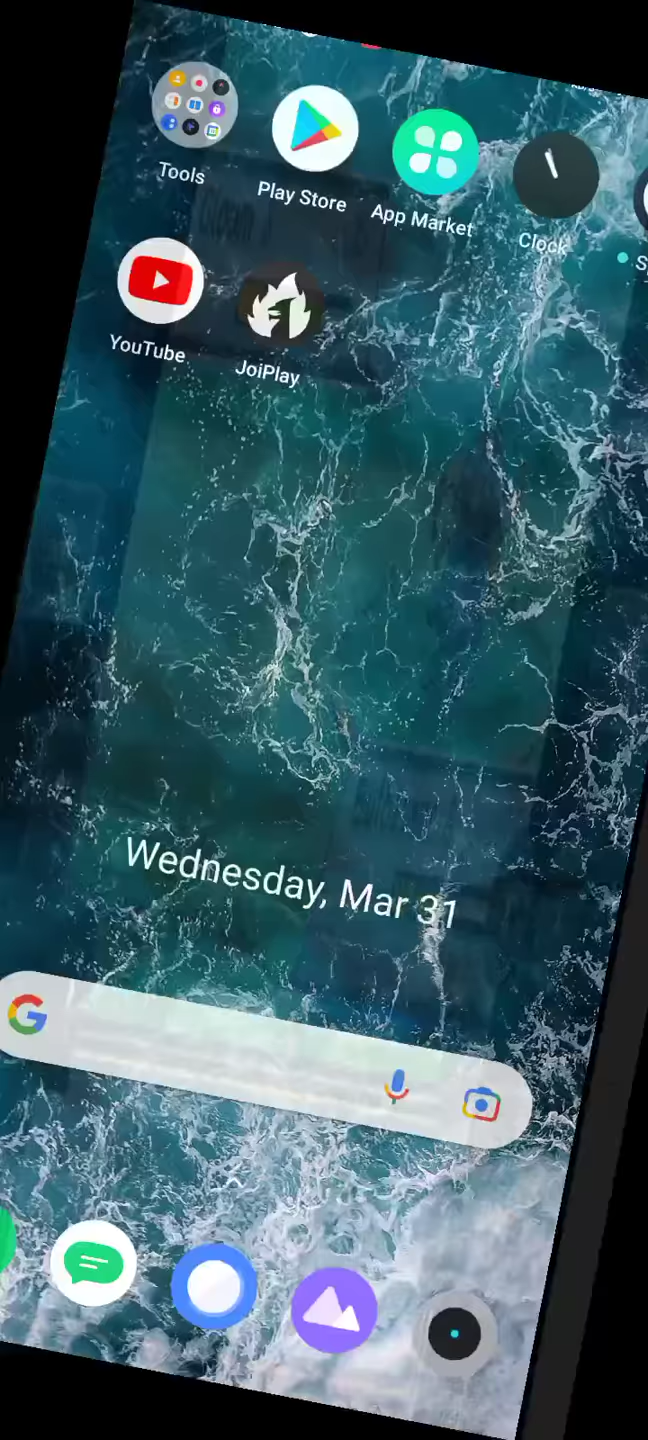 Tools
Play Store
App Market
Clock
YouTube
JoiPlay
Wednesday, Mar 31